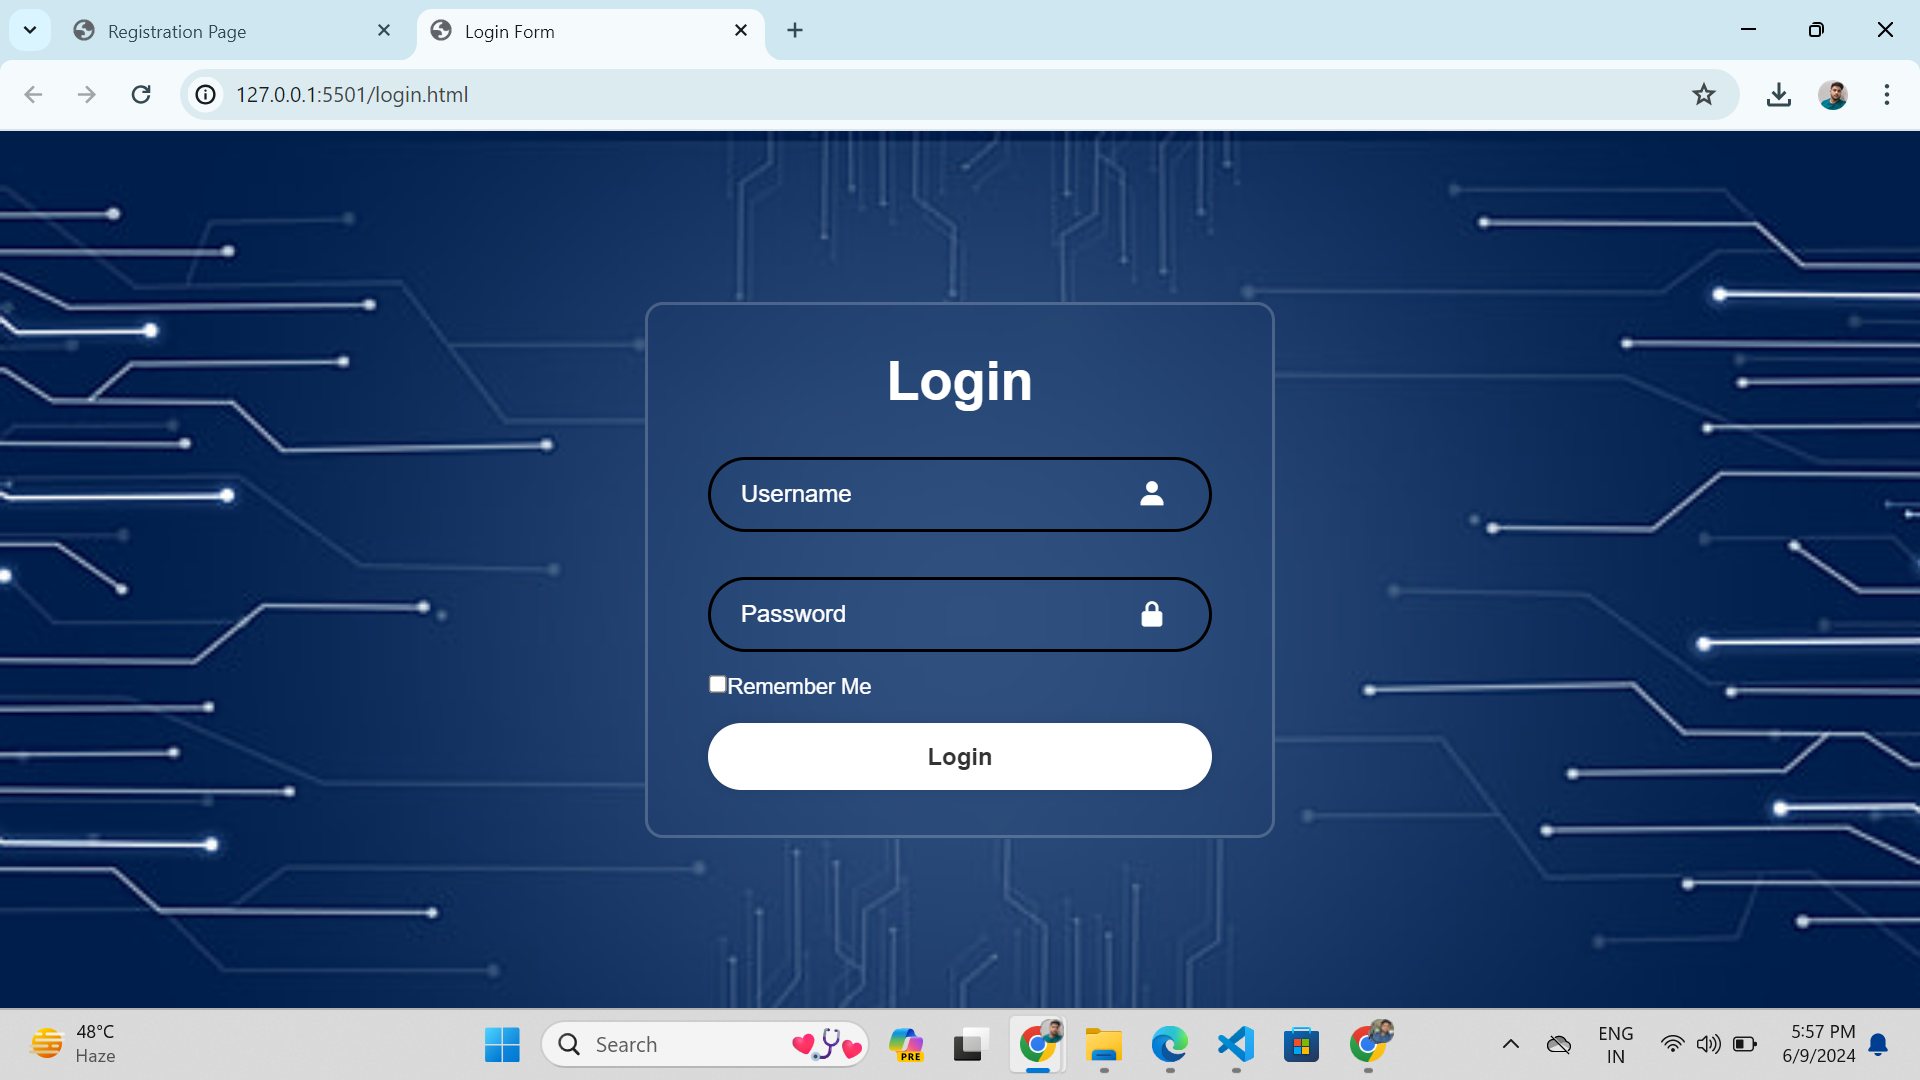 Registration Page
Login Form
127.0.0.1:5501/login.html
Login
Username
Password
Remember Me
Login
48°C
Haze
Search
PRE
ENG
IN
5:57 PM
6/9/2024